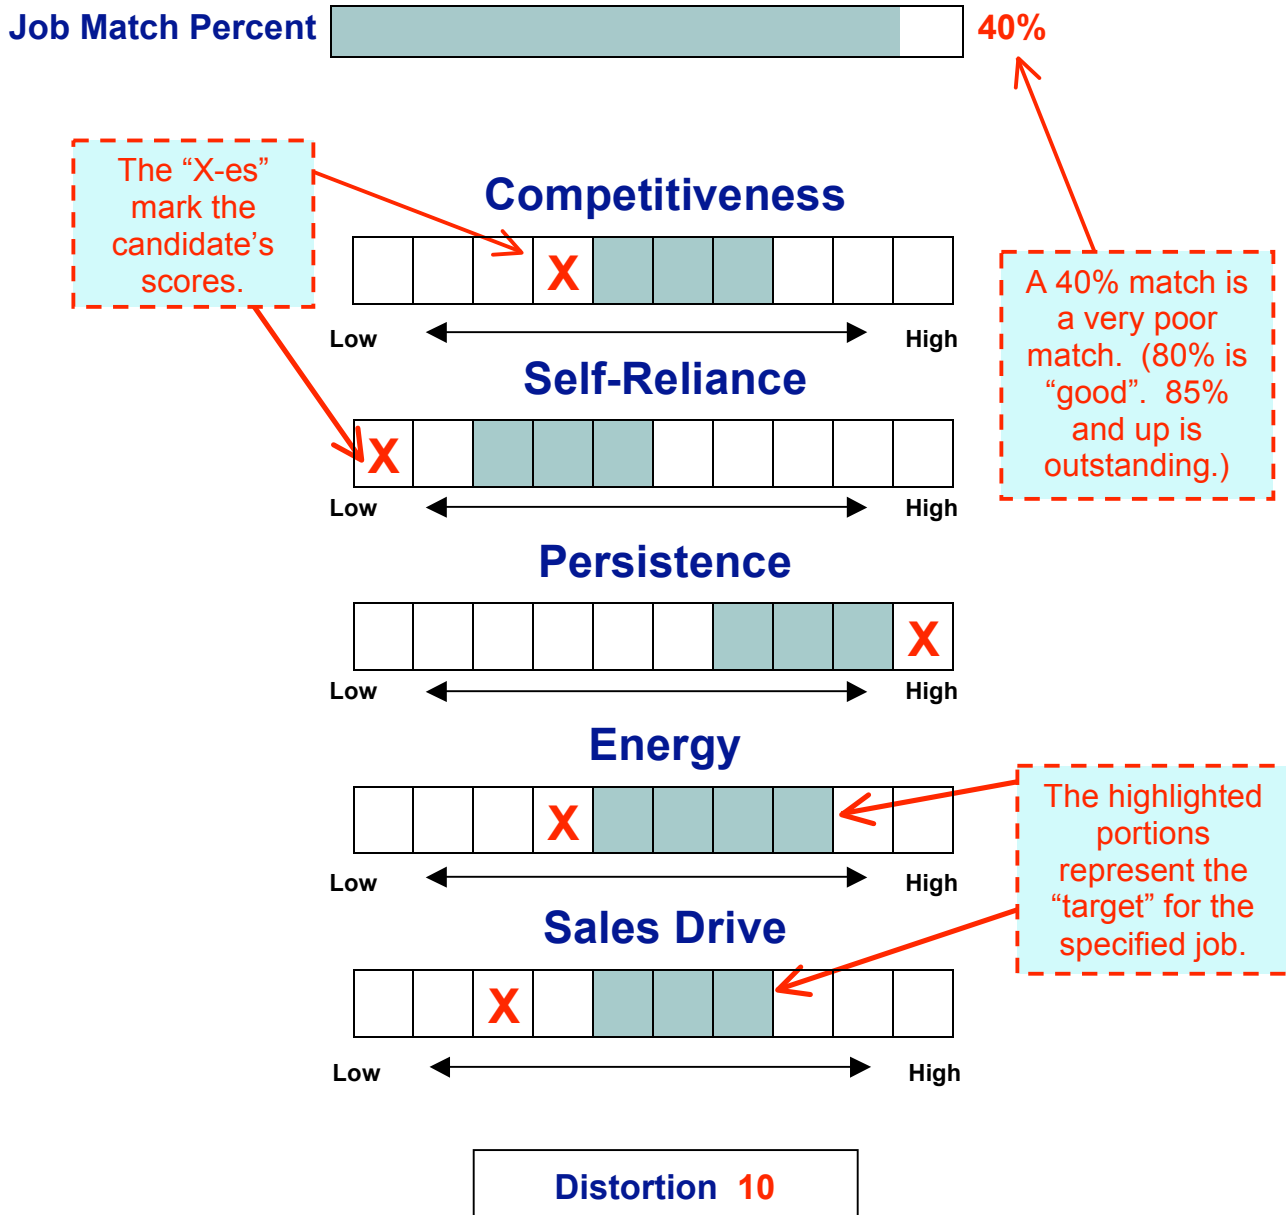 Job Match Percent 40%
The “X-es”
mark the
candidate’s
scores.
Competitiveness
X
Low High
A 40% match is
a very poor
match. (80% is
“good”. 85%
and up is
outstanding.)
Self-Reliance
X
Low High
Persistence
X
Low High
Energy
X
Low High
The highlighted
portions
represent the
“target” for the
specified job.
Sales Drive
X
Low High
Distortion 10